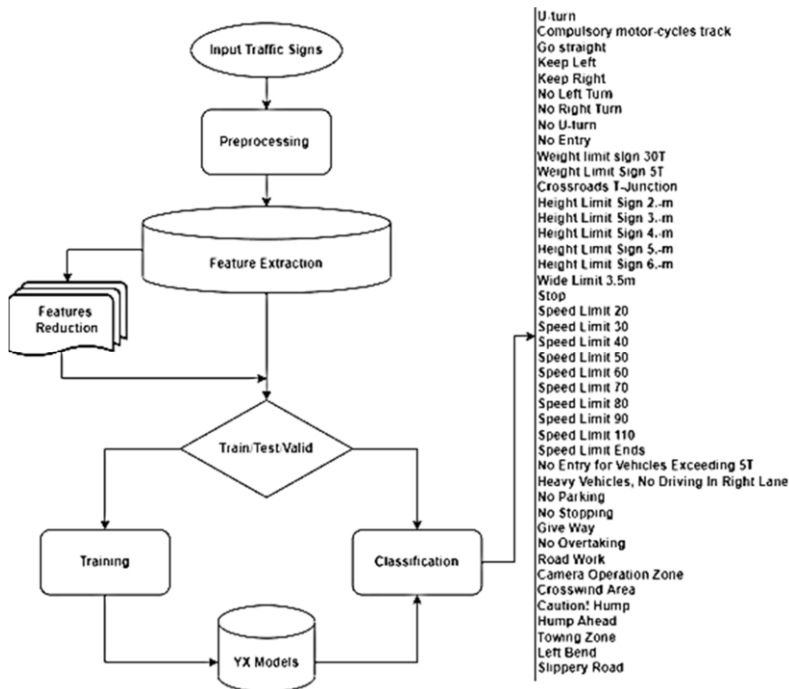 Input Traffic Signs
Preprocessing
Feature Extraction
Features
Reduction
Train/Test/Valid
Training
Classification
YX Models
U-turn
Compulsory motor-cycles track
Go straight
Keep Left
Keep Right
No Left Turn
No Right Turn
No U-turn
No Entry
Weight limit sign 30T
Weight Limit Sign 5T
Crossroads T-Junction
Height Limit Sign 2.-m
Height Limit Sign 3.-m
Height Limit Sign 4.-m
Height Limit Sign 5.-m
Height Limit Sign 6.-m
Wide Limit 3.5m
Stop
Speed Limit 20
Speed Limit 30
Speed Limit 40
Speed Limit 50
Speed Limit 60
Speed Limit 70
Speed Limit 80
Speed Limit 90
Speed Limit 110
Speed Limit Ends
No Entry for Vehicles Exceeding 5T
Heavy Vehicles, No Driving In Right Lane
No Parking
No Stopping
Give Way
No Overtaking
Road Work
Camera Operation Zone
Crosswind Area
Caution! Hump
Hump Ahead
Towing Zone
Left Bend
Slippery Road